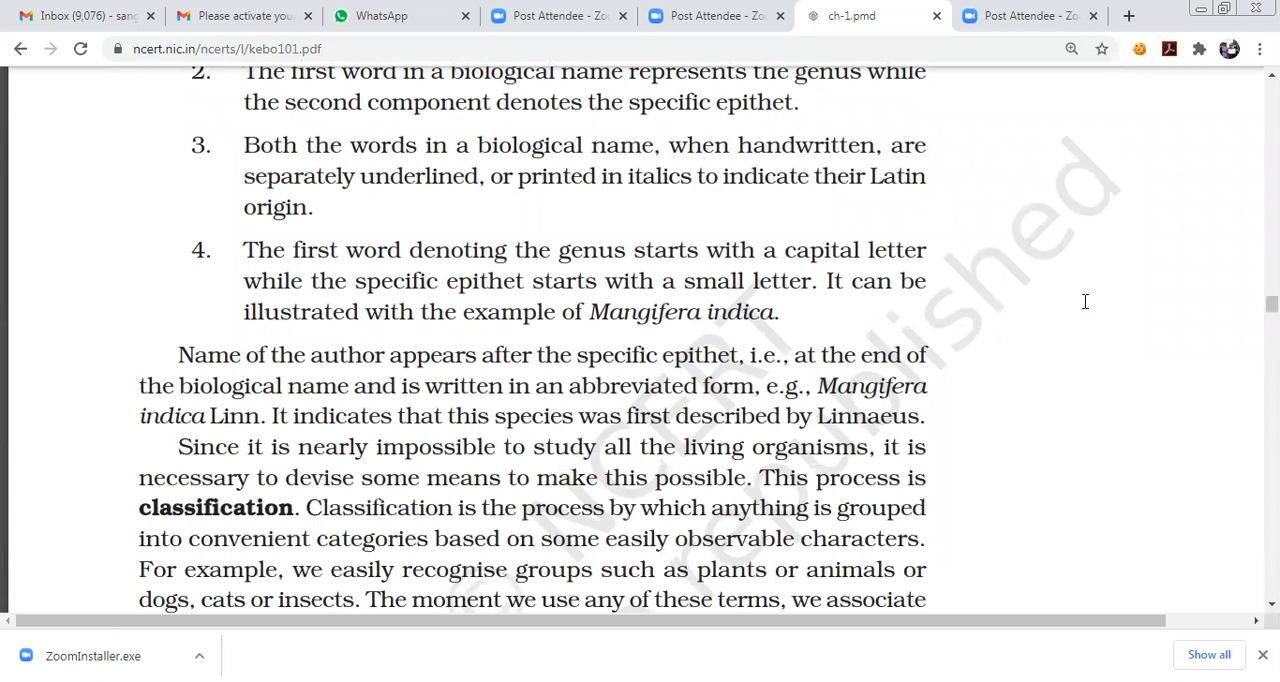 Inbox (9,076) - sang
Please activate you
WhatsApp
Post Attendee - Zo
Post Attendee - Zo
ch-1.pmd
Post Attendee - Zo
ncert.nic.in/ncerts/l/kebo101.pdf
2. The first word in a biological name represents the genus while
the second component denotes the specific epithet.
3. Both the words in a biological name, when handwritten, are
separately underlined, or printed in italics to indicate their Latin
origin.
4. The first word denoting the genus starts with a capital letter
while the specific epithet starts with a small letter. It can be
illustrated with the example of Mangifera indica.
Name of the author appears after the specific epithet, i.e., at the end of
the biological name and is written in an abbreviated form, e.g., Mangifera
indica Linn. It indicates that this species was first described by Linnaeus.
Since it is nearly impossible to study all the living organisms, it is
necessary to devise some means to make this possible. This process is
classification. Classification is the process by which anything is grouped
into convenient categories based on some easily observable characters.
For example, we easily recognise groups such as plants or animals or
dogs, cats or insects. The moment we use any of these terms, we associate
© NCERT
republished
ZoomInstaller.exe
Show all